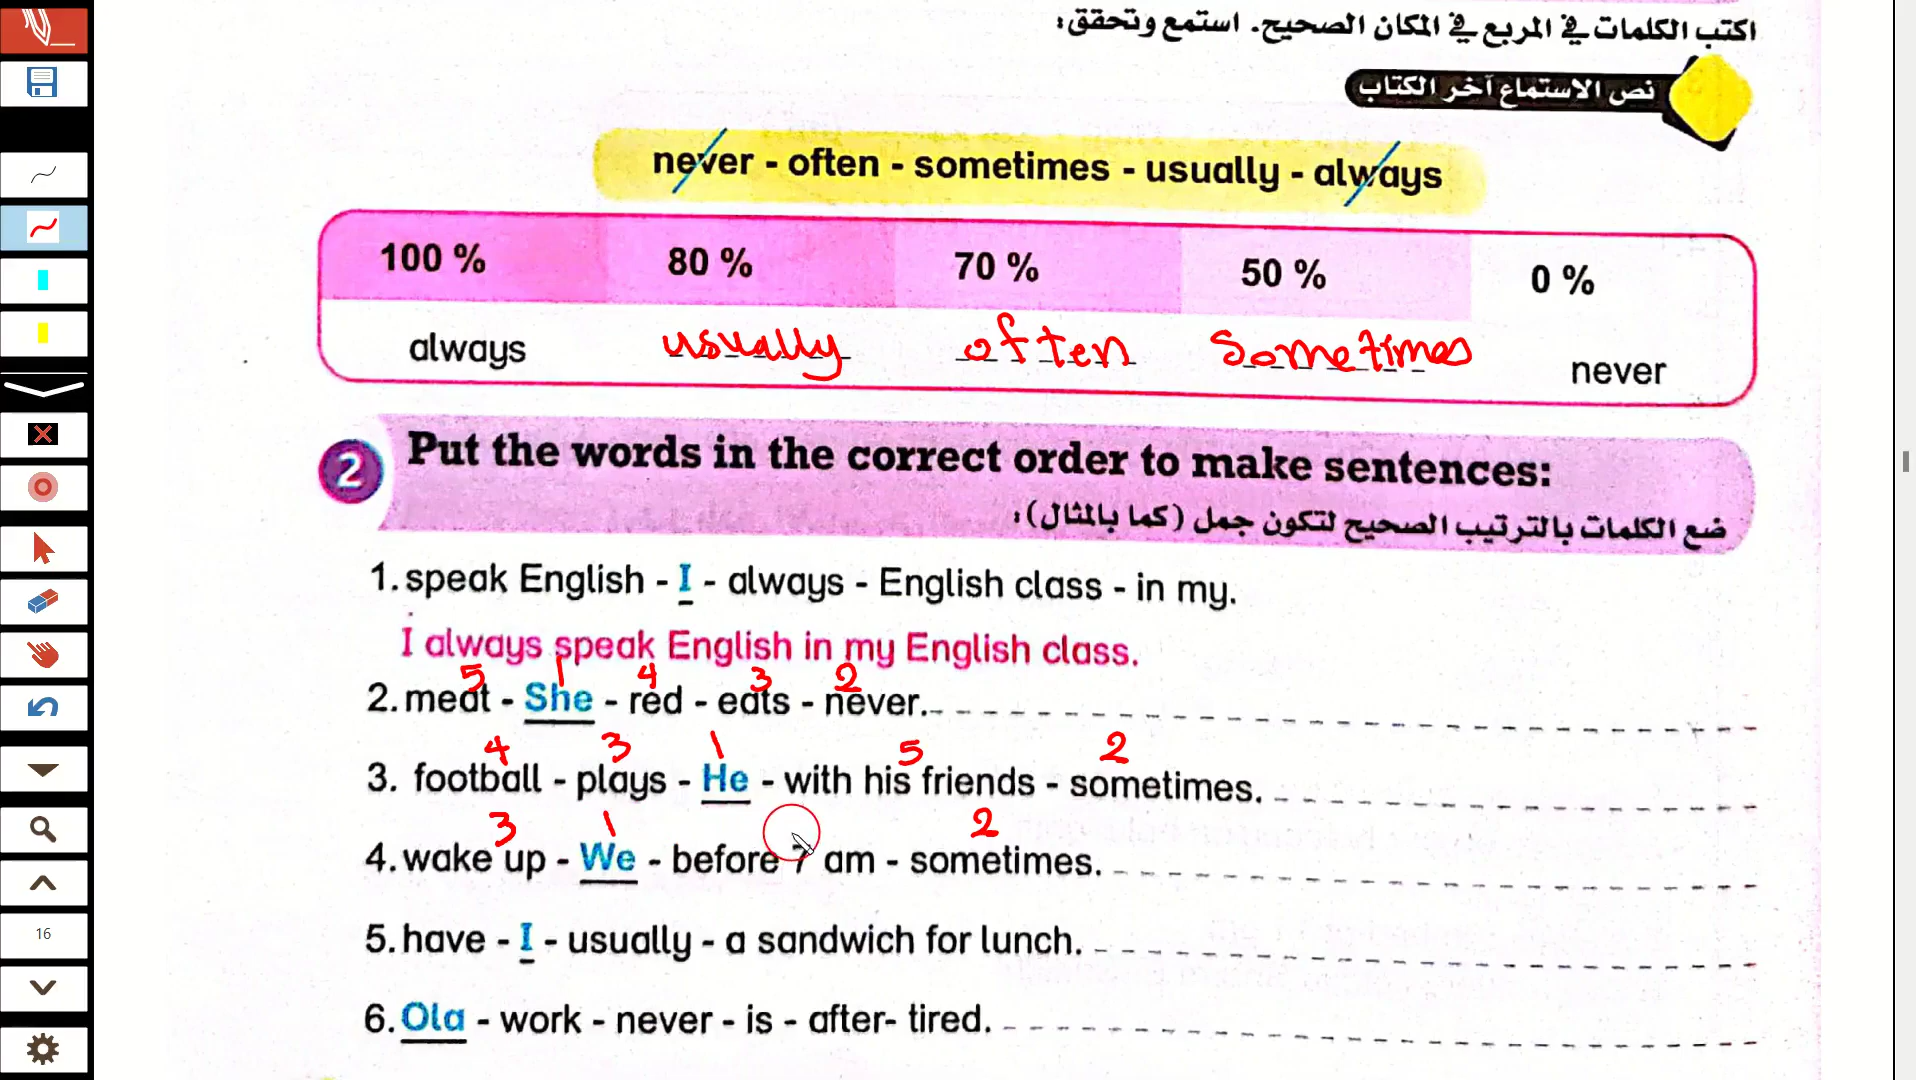 اكتب الكلمات في المربع في المكان الصحيح. استمع وتحقق:
نص الاستماع آخر الكتاب
never - often - sometimes - usually - always
100 % 80 % 70 % 50 % 0 %
always usually often Sometimes never
2 Put the words in the correct order to make sentences:
ضع الكلمات بالترتيب الصحيح لتكون جمل (كما بالمثال):
1. speak English - I - always - English class - in my.
I always speak English in my English class.
5 1 4 3 2
2. meat - She - red - eats - never.
4 3 1 5 2
3. football - plays - He - with his friends - sometimes.
3 1 2
4. wake up - We - before 7 am - sometimes.
5. have - I - usually - a sandwich for lunch.
16
6. Ola - work - never - is - after- tired.